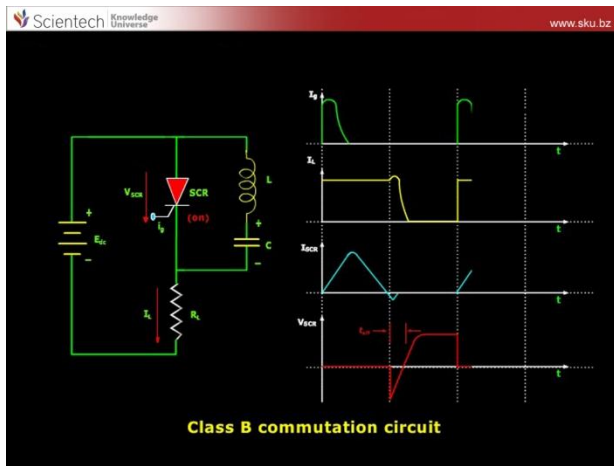 Scientech Knowledge Universe
www.sku.bz
Ig
t
IL
t
ISCR
t
VSCR
t
VSCR
SCR
ig
(on)
L
+
C
−
+
Edc
−
IL
RL
Class B commutation circuit